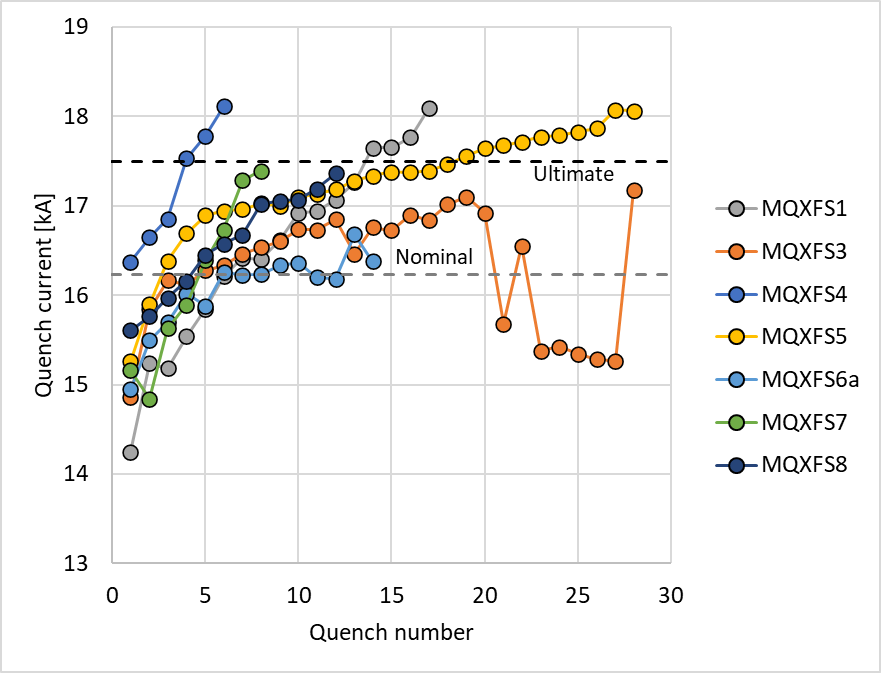 19
18
17
16
15
14
13
Quench current [kA]
Ultimate
Nominal
0 5 10 15 20 25 30
Quench number
MQXFS1
MQXFS3
MQXFS4
MQXFS5
MQXFS6a
MQXFS7
MQXFS8